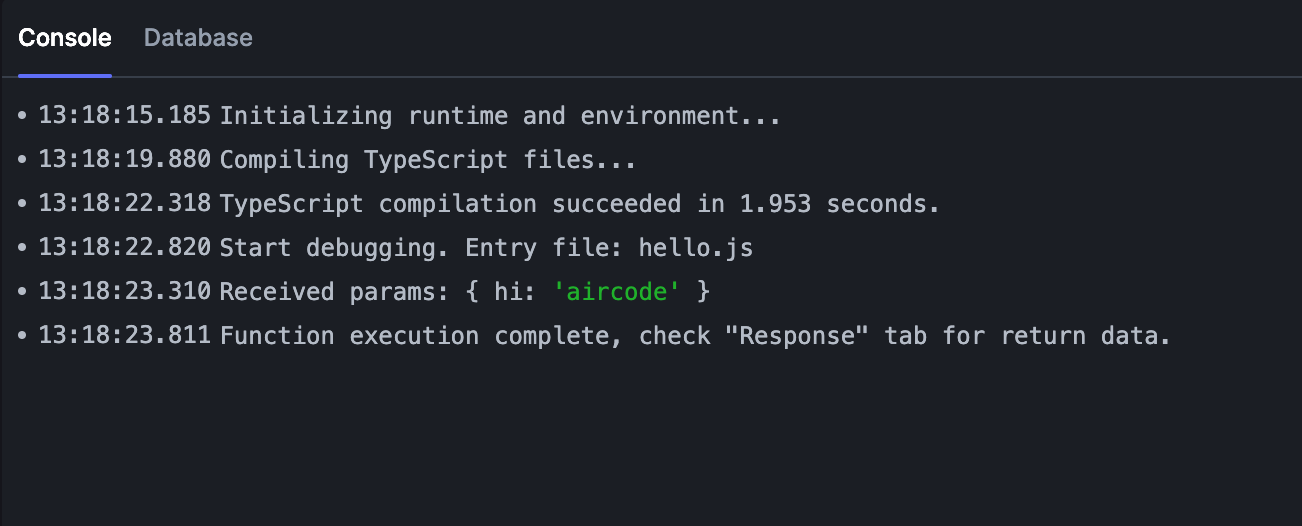 Console Database
• 13:18:15.185 Initializing runtime and environment...
• 13:18:19.880 Compiling TypeScript files...
• 13:18:22.318 TypeScript compilation succeeded in 1.953 seconds.
• 13:18:22.820 Start debugging. Entry file: hello.js
• 13:18:23.310 Received params: { hi: 'aircode' }
• 13:18:23.811 Function execution complete, check "Response" tab for return data.